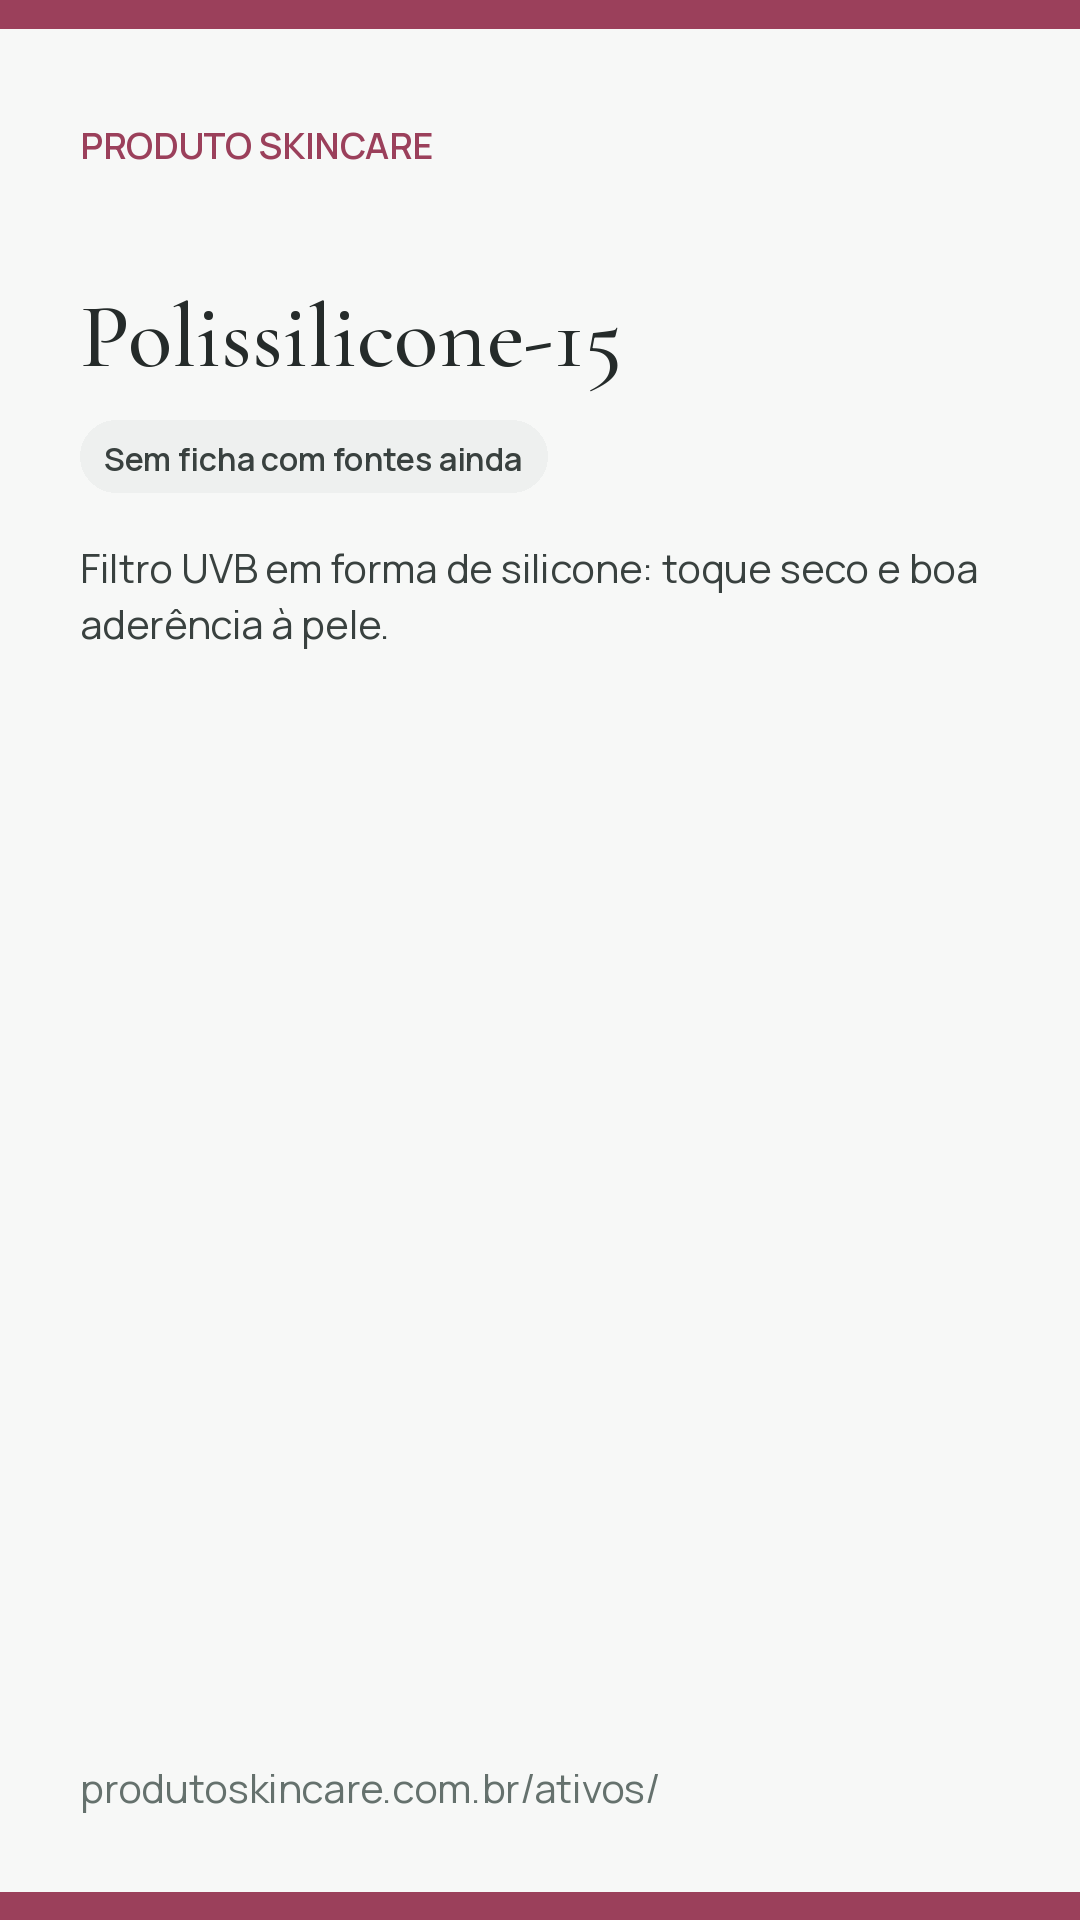 PRODUTO SKINCARE
Polissilicone-15
Sem ficha com fontes ainda
Filtro UVB em forma de silicone: toque seco e boa
aderência à pele.
produtoskincare.com.br/ativos/